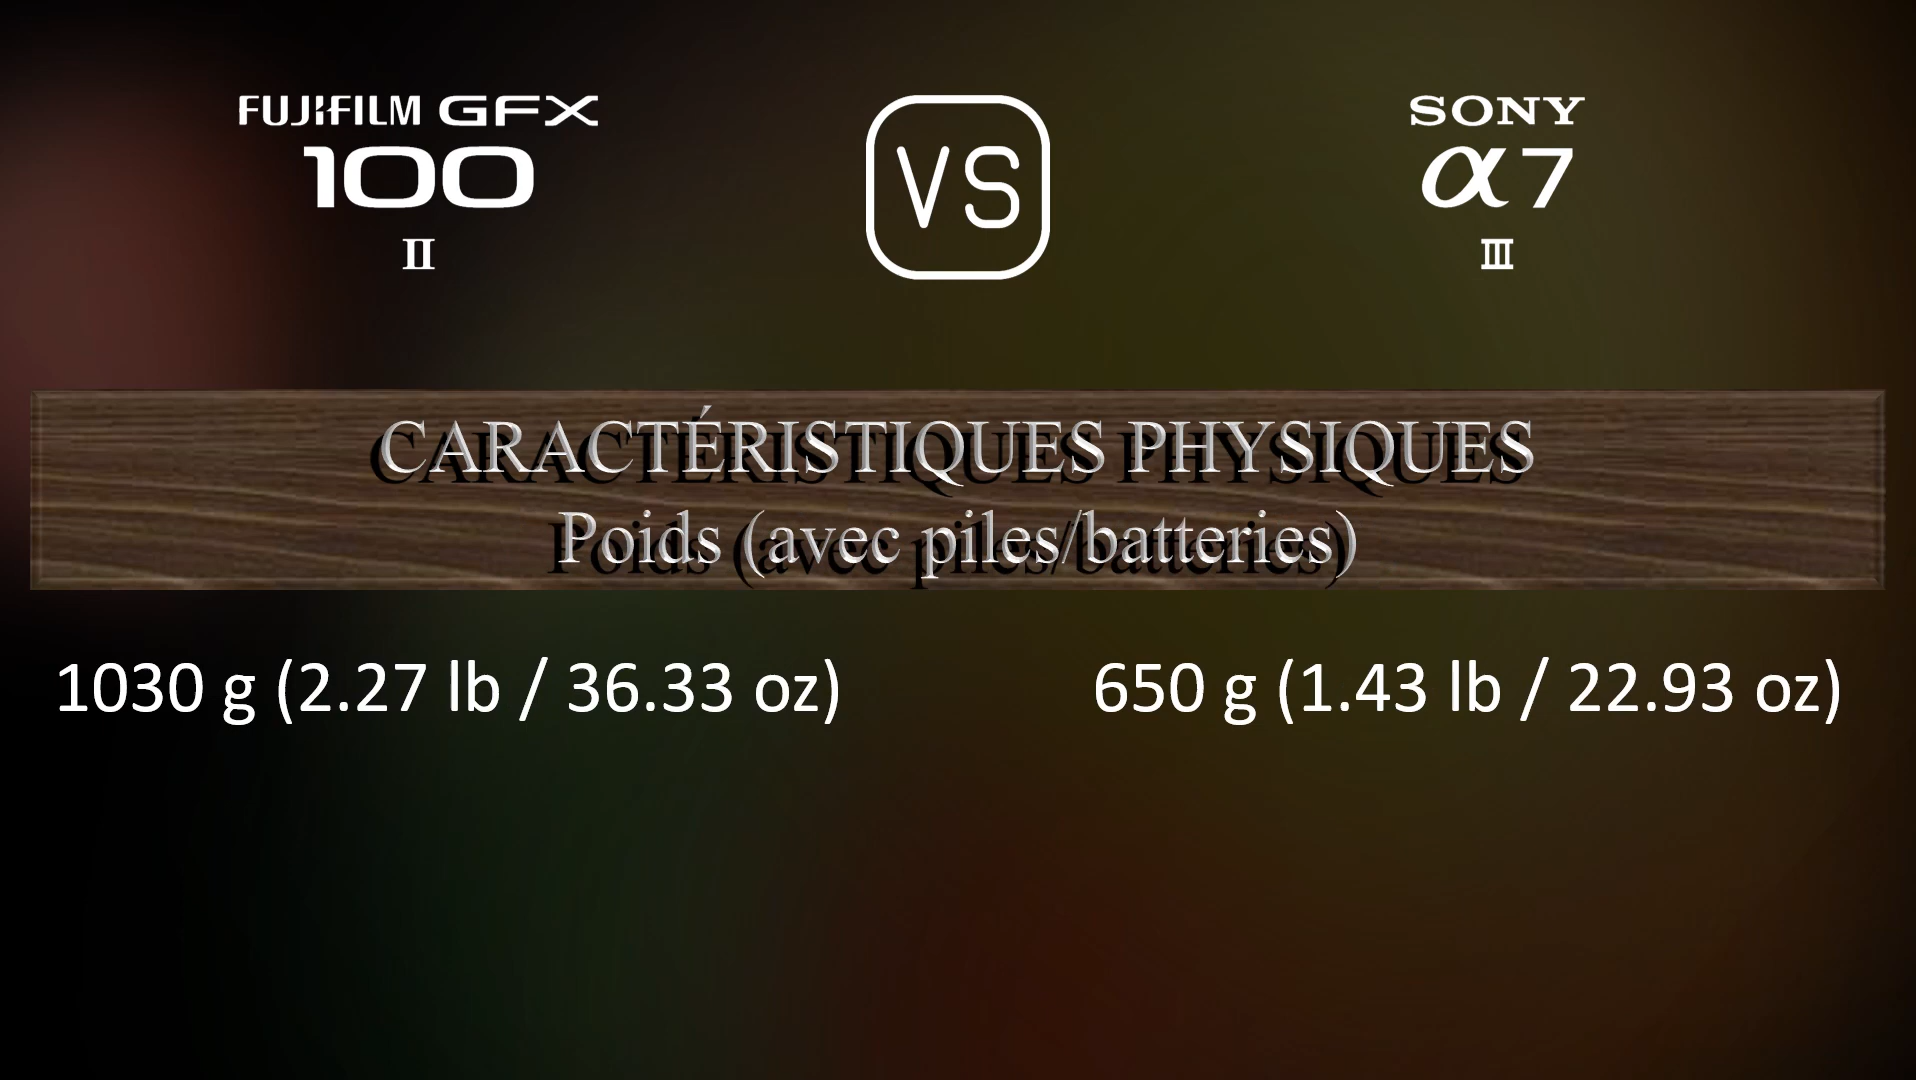 FUJIFILM GFX
100
II
VS
SONY
α7
III
CARACTÉRISTIQUES PHYSIQUES
Poids (avec piles/batteries)
1030 g (2.27 lb / 36.33 oz)
650 g (1.43 lb / 22.93 oz)